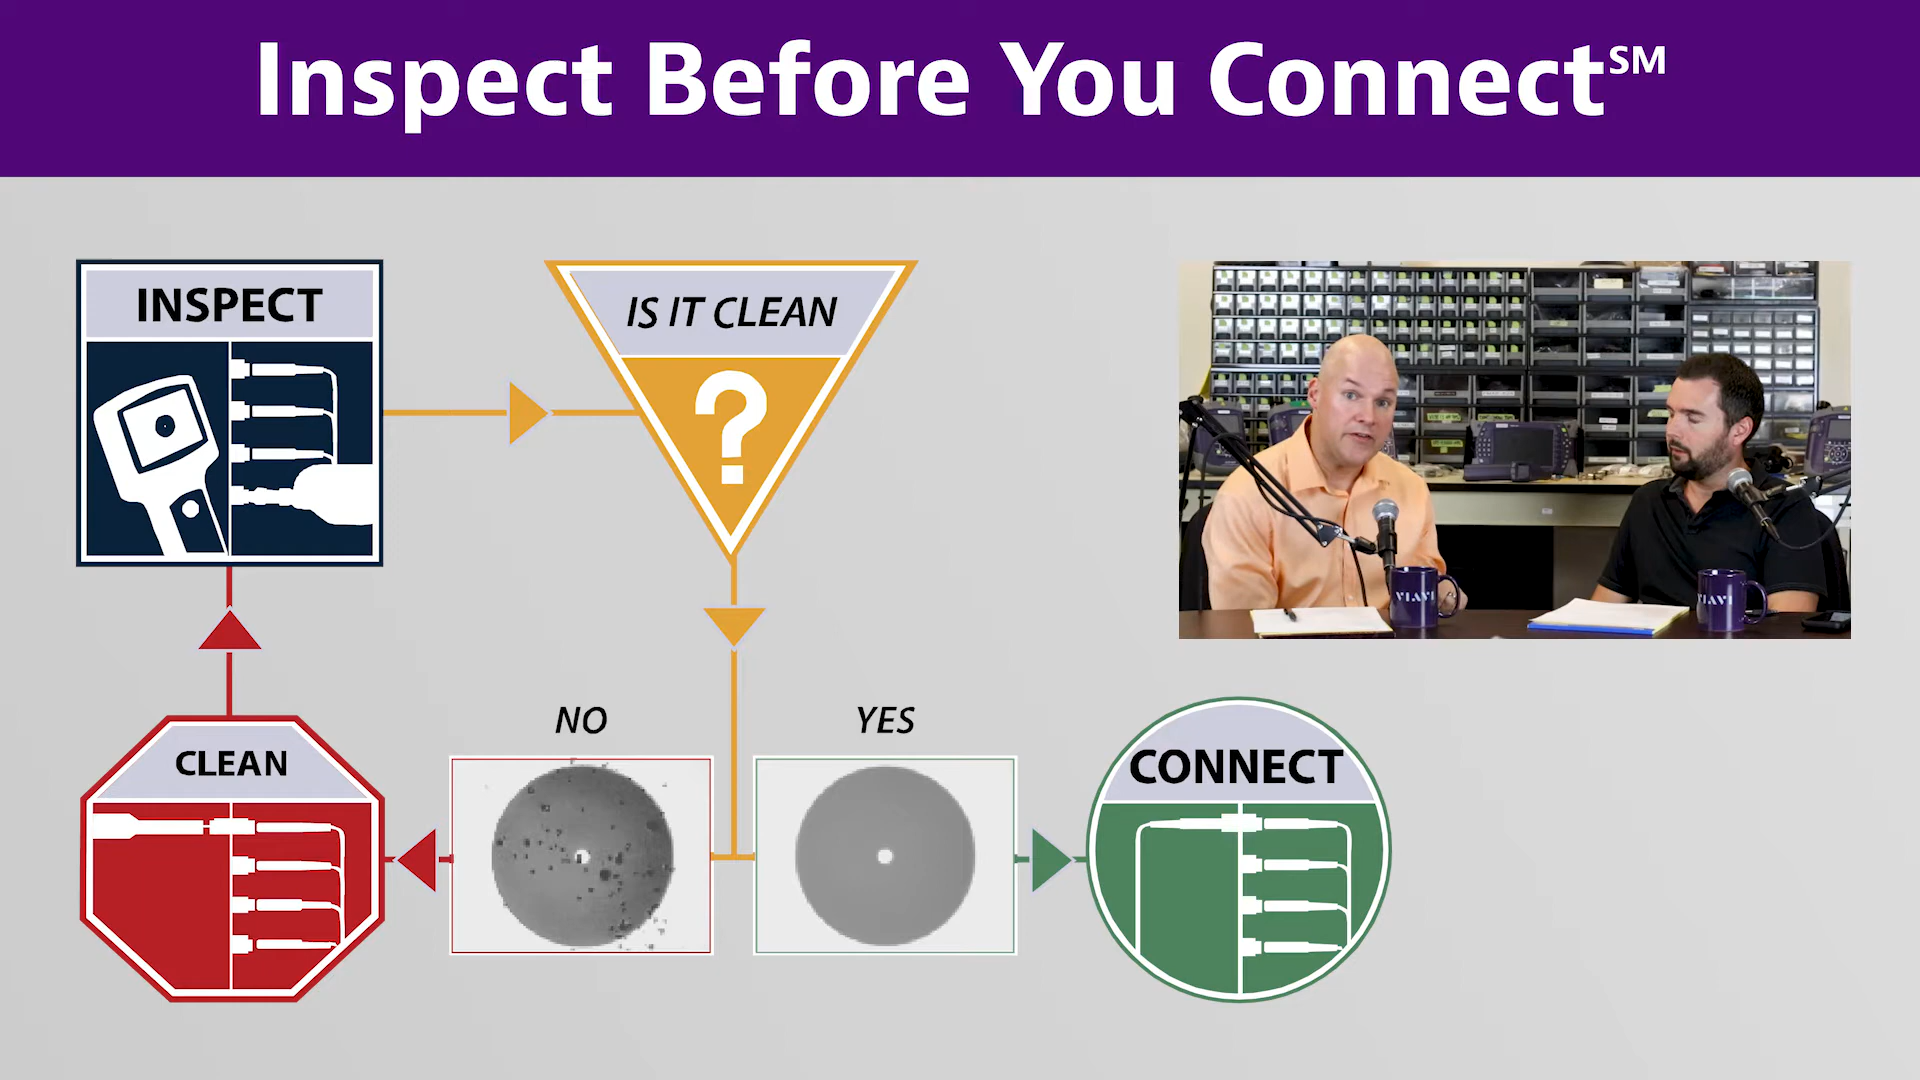 Inspect Before You Connect℠
INSPECT
IS IT CLEAN
?
NO
YES
CLEAN
CONNECT
VIAVI
VIAVI